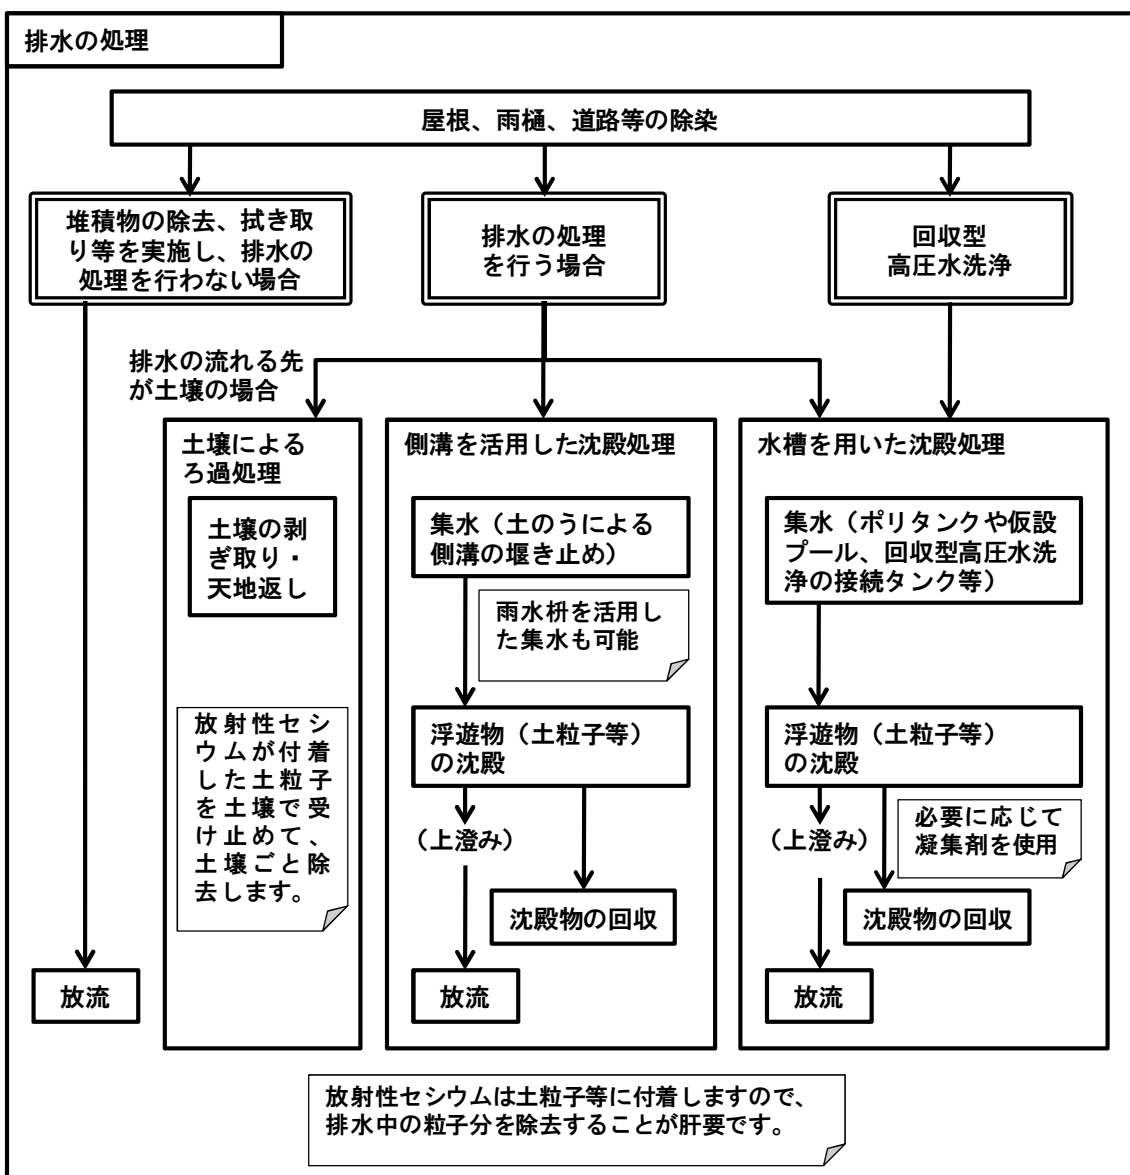 排水の処理
屋根、雨樋、道路等の除染
堆積物の除去、拭き取
り等を実施し、排水の
処理を行わない場合
排水の処理
を行う場合
回収型
高圧水洗浄
排水の流れる先
が土壌の場合
土壌による
ろ過処理
土壌の剥
ぎ取り・
天地返し
放射性セシ
ウムが付着
した土粒子
を土壌で受
け止めて、
土壌ごと除
去します。
放流
側溝を活用した沈殿処理
集水（土のうによる
側溝の堰き止め）
雨水枡を活用し
た集水も可能
浮遊物（土粒子等）
の沈殿
（上澄み）
沈殿物の回収
放流
水槽を用いた沈殿処理
集水（ポリタンクや仮設
プール、回収型高圧水洗
浄の接続タンク等）
浮遊物（土粒子等）
の沈殿
必要に応じて
凝集剤を使用
（上澄み）
沈殿物の回収
放流
放射性セシウムは土粒子等に付着しますので、
排水中の粒子分を除去することが肝要です。